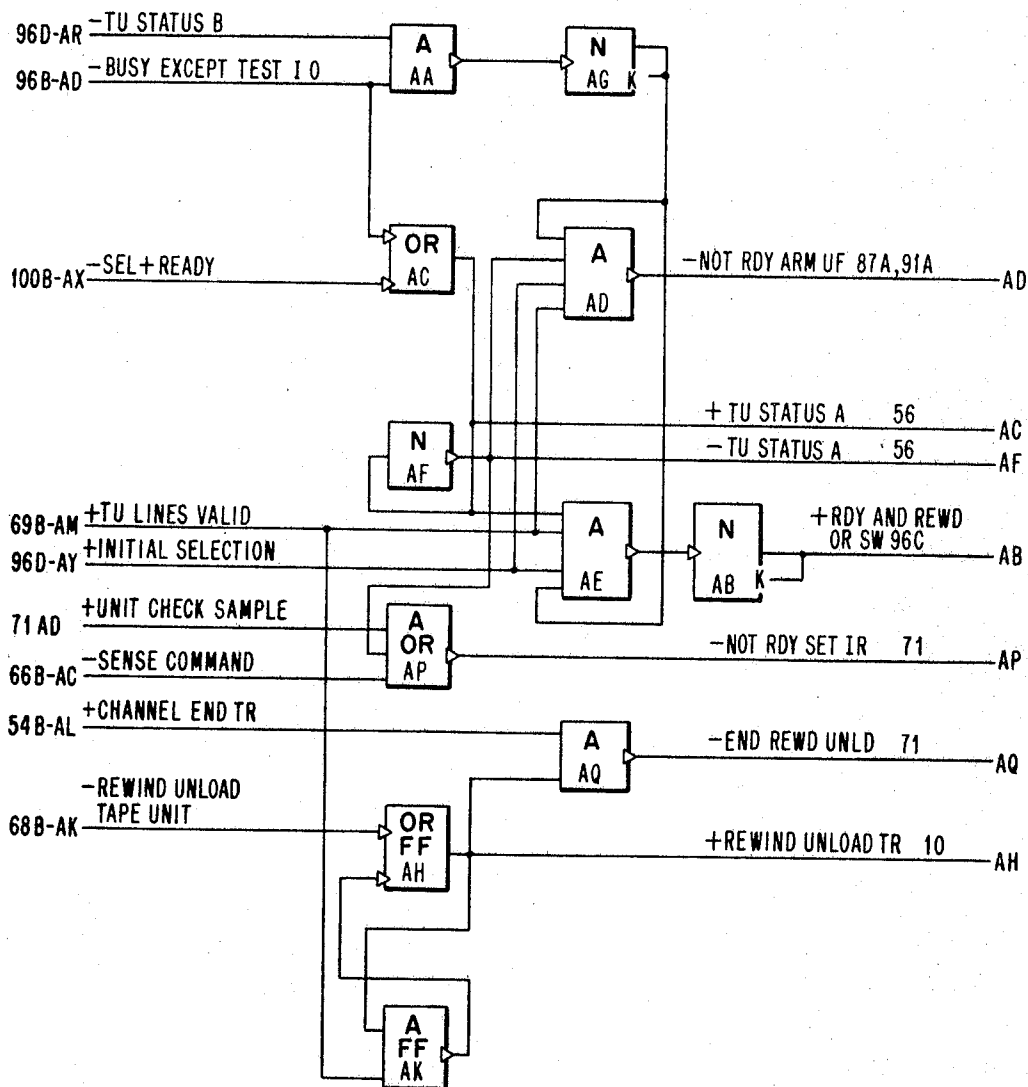 96D-AR -TU STATUS B
A
AA
N
AG K
96B-AD -BUSY EXCEPT TEST I O
OR
AC
100B-AX -SEL+READY
A
AD
-NOT RDY ARM UF 87A,91A AD
+TU STATUS A 56 AC
N
AF
-TU STATUS A 56 AF
69B-AM +TU LINES VALID
96D-AY +INITIAL SELECTION
A
AE
N
AB K
+RDY AND REWD
OR SW 96C AB
71AD +UNIT CHECK SAMPLE
66B-AC -SENSE COMMAND
A
OR
AP
-NOT RDY SET IR 71 AP
54B-AL +CHANNEL END TR
A
AQ
-END REWD UNLD 71 AQ
-REWIND UNLOAD
68B-AK TAPE UNIT
OR
FF
AH
+REWIND UNLOAD TR 10 AH
A
FF
AK